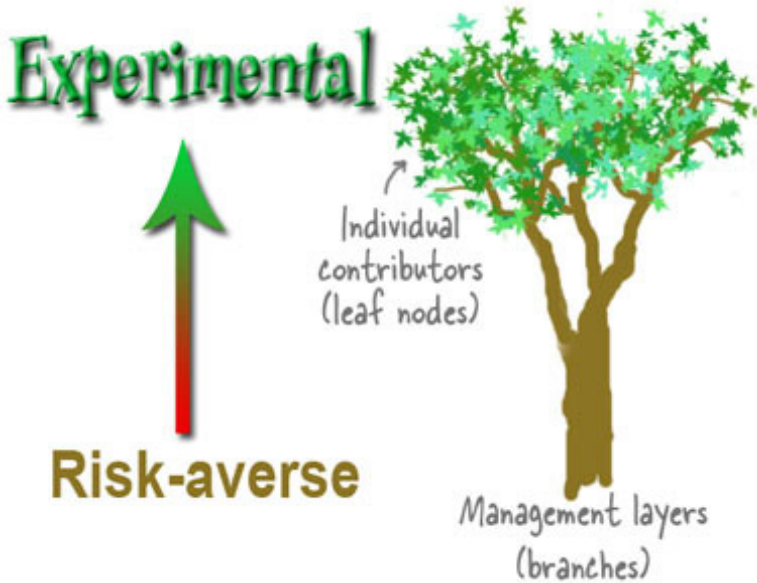 Experimental
Individual
contributors
(leaf nodes)
Risk-averse
Management layers
(branches)